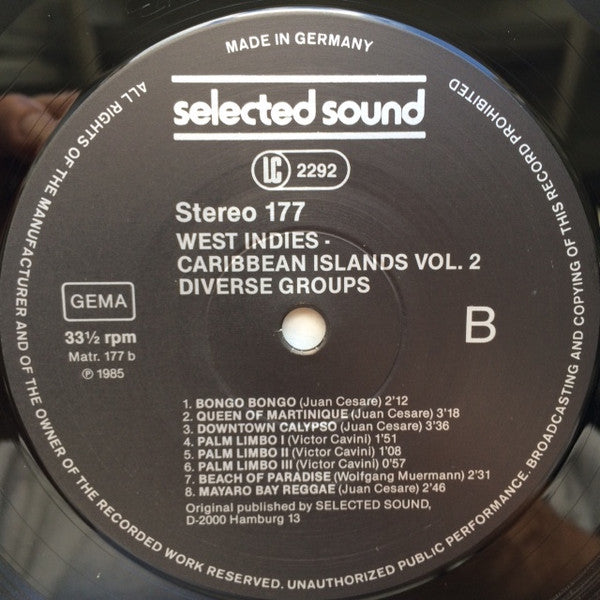 MADE IN GERMANY
ALL RIGHTS OF THE MANUFACTURER AND OF THE OWNER OF THE RECORDED WORK RESERVED. UNAUTHORIZED PUBLIC PERFORMANCE. BROADCASTING AND COPYING OF THIS RECORD PROHIBITED
selected sound
LC 2292
Stereo 177
WEST INDIES -
CARIBBEAN ISLANDS VOL. 2
DIVERSE GROUPS
GEMA
33½ rpm
Matr. 177 b
℗ 1985
B
1. BONGO BONGO (Juan Cesare) 2'12
2. QUEEN OF MARTINIQUE (Juan Cesare) 3'18
3. DOWNTOWN CALYPSO (Juan Cesare) 3'36
4. PALM LIMBO I (Victor Cavini) 1'51
5. PALM LIMBO II (Victor Cavini) 1'08
6. PALM LIMBO III (Victor Cavini) 0'57
7. BEACH OF PARADISE (Wolfgang Muermann) 2'31
8. MAYARO BAY REGGAE (Juan Cesare) 2'46
Original published by SELECTED SOUND,
D-2000 Hamburg 13